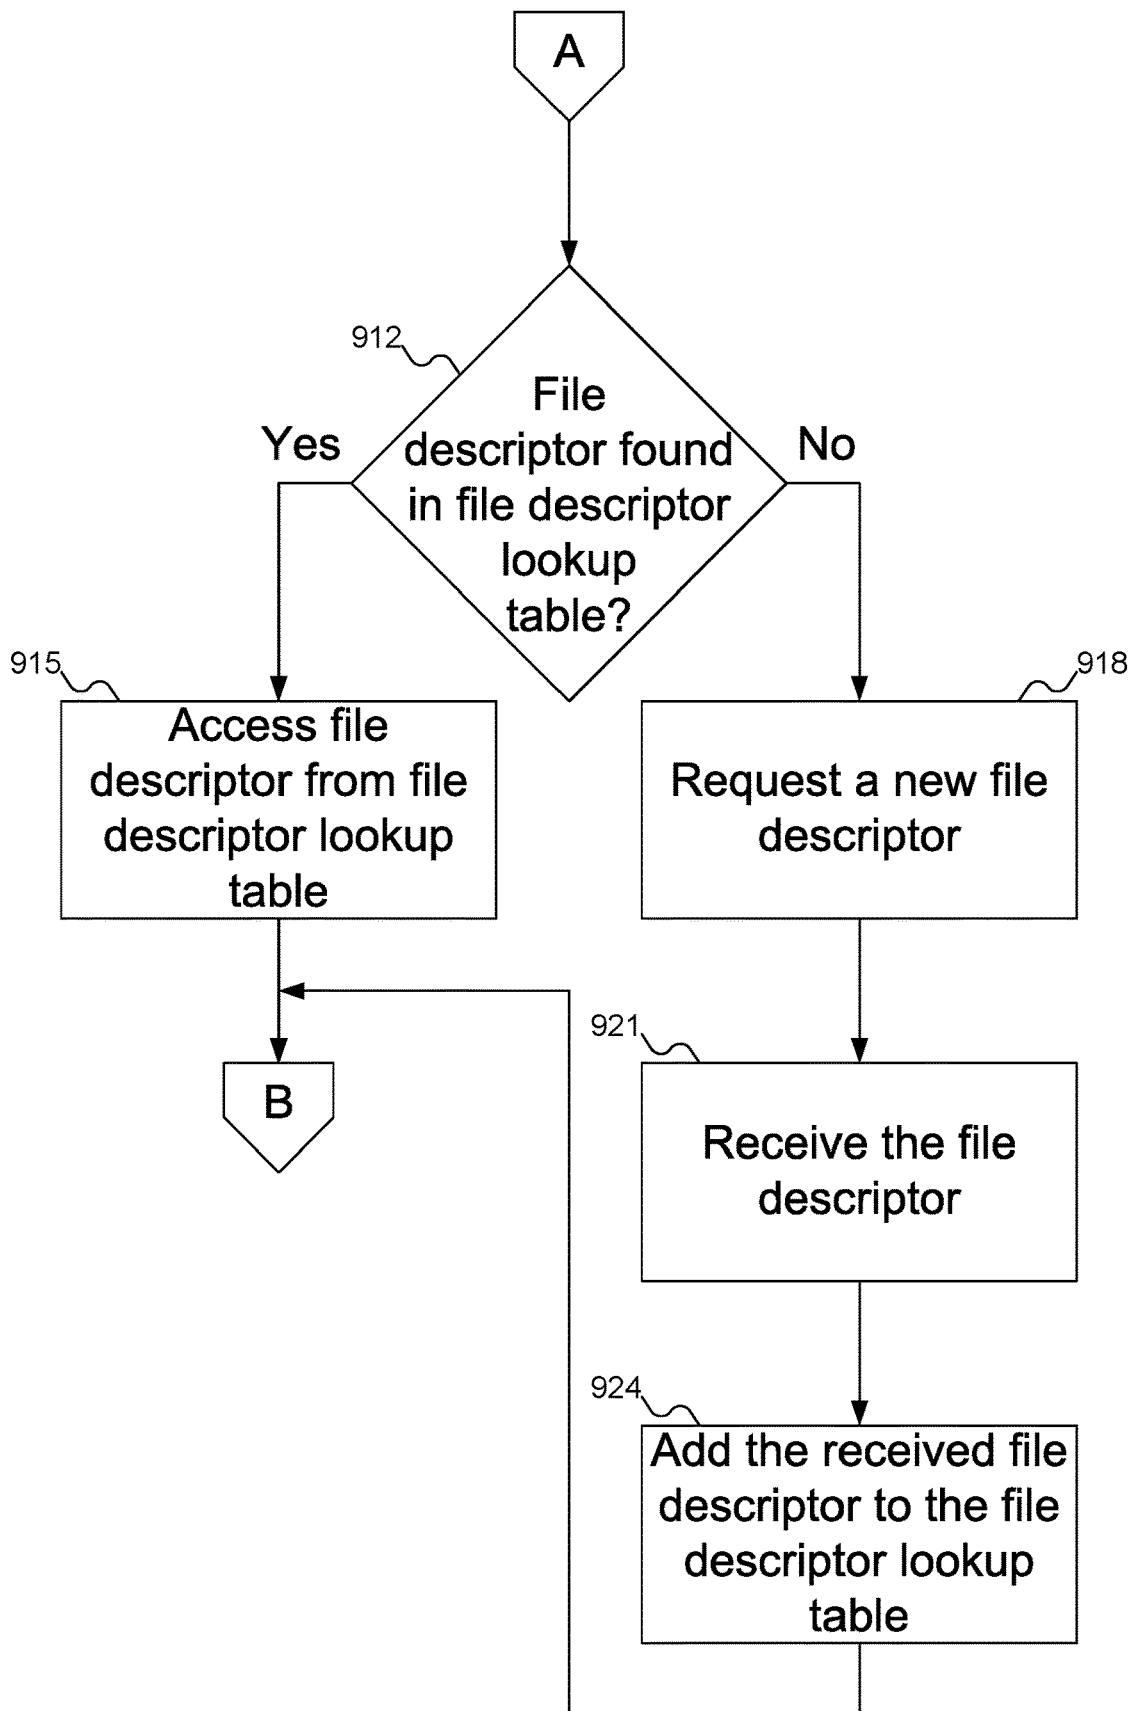 A
912
File
descriptor found
in file descriptor
lookup
table?
Yes
No
915
Access file
descriptor from file
descriptor lookup
table
918
Request a new file
descriptor
B
921
Receive the file
descriptor
924
Add the received file
descriptor to the file
descriptor lookup
table